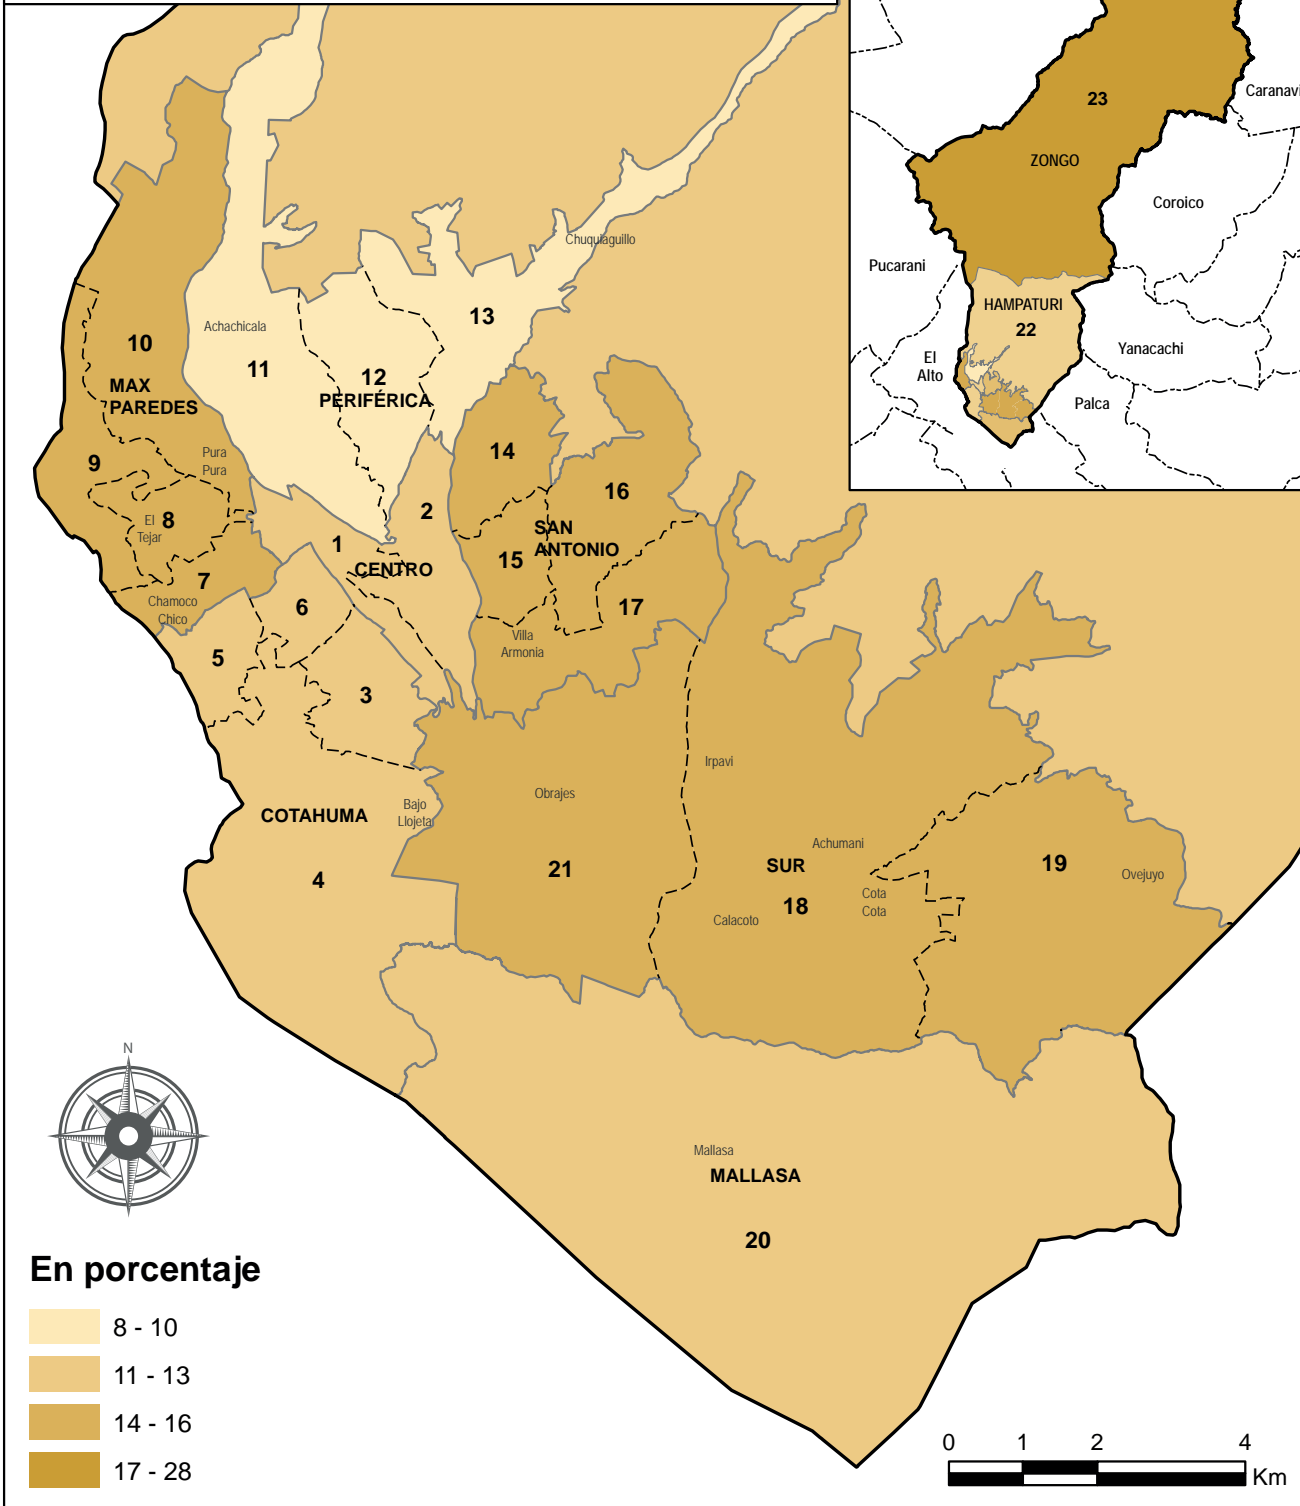 23
Caranavi
ZONGO
Coroico
Pucarani
HAMPATURI
22
El
Alto
Yanacachi
Palca
Chuquiaguillo
13
Achachicala
10
11
12
PERIFÉRICA
MAX
PAREDES
9
Pura
Pura
14
16
2
8
El
Tejar
1
SAN
ANTONIO
CENTRO
15
7
Chamoco
Chico
6
17
Villa
Armonia
5
3
Irpavi
Obrajes
Bajo
Llojeta
COTAHUMA
Achumani
SUR
19
21
4
Ovejuyo
Cota
Cota
18
Calacoto
N
Mallasa
MALLASA
20
En porcentaje
8 - 10
11 - 13
14 - 16
17 - 28
0 1 2 4
Km